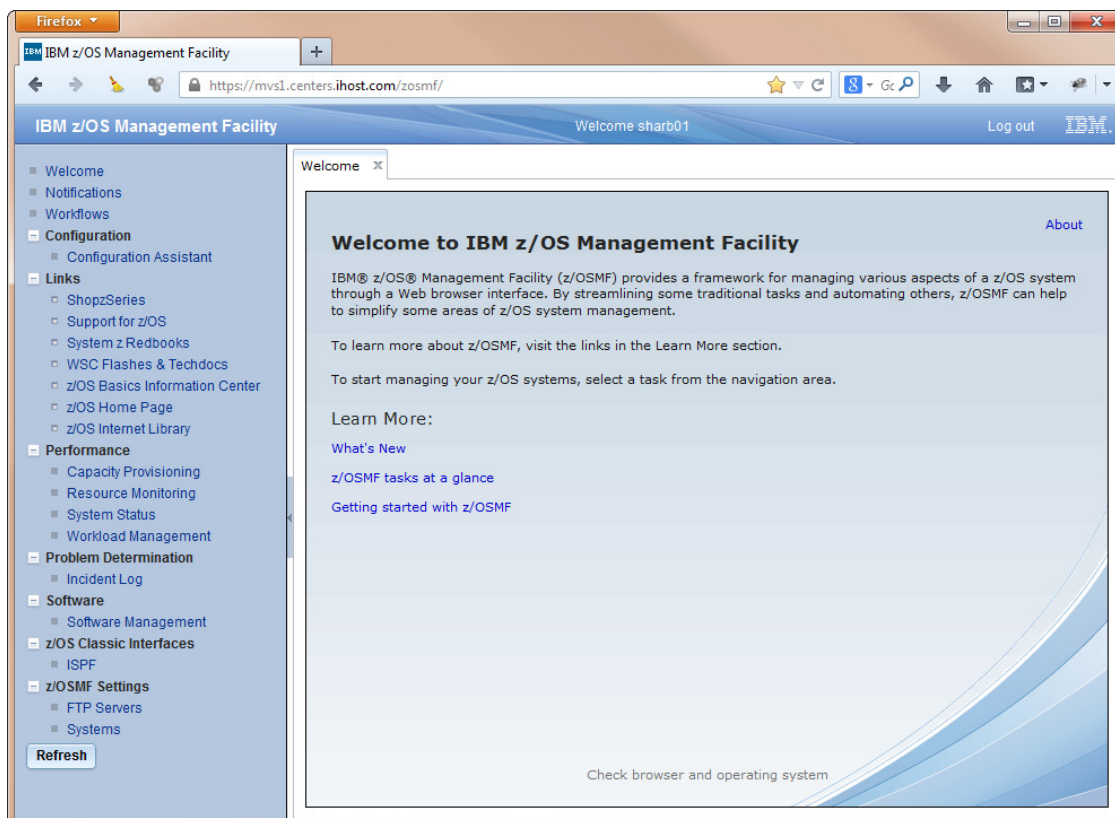 Firefox
IBM IBM z/OS Management Facility
https://mvs1.centers.ihost.com/zosmf/
8
IBM z/OS Management Facility
Welcome sharb01
Log out
IBM.
Welcome
Notifications
Workflows
Configuration
Configuration Assistant
Links
ShopzSeries
Support for z/OS
System z Redbooks
WSC Flashes & Techdocs
z/OS Basics Information Center
z/OS Home Page
z/OS Internet Library
Performance
Capacity Provisioning
Resource Monitoring
System Status
Workload Management
Problem Determination
Incident Log
Software
Software Management
z/OS Classic Interfaces
ISPF
z/OSMF Settings
FTP Servers
Systems
Refresh
Welcome x
About
Welcome to IBM z/OS Management Facility
IBM® z/OS® Management Facility (z/OSMF) provides a framework for managing various aspects of a z/OS system
through a Web browser interface. By streamlining some traditional tasks and automating others, z/OSMF can help
to simplify some areas of z/OS system management.
To learn more about z/OSMF, visit the links in the Learn More section.
To start managing your z/OS systems, select a task from the navigation area.
Learn More:
What's New
z/OSMF tasks at a glance
Getting started with z/OSMF
Check browser and operating system